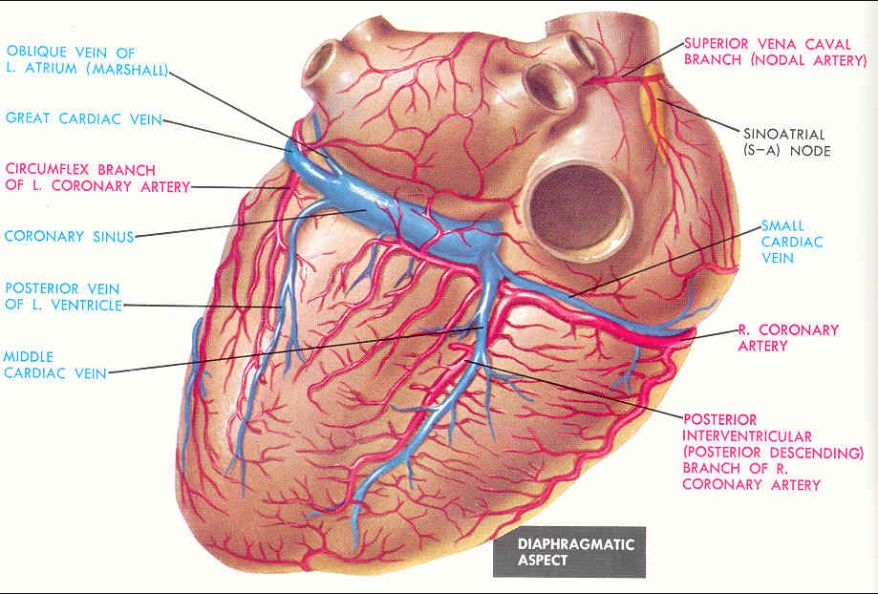 OBLIQUE VEIN OF
L. ATRIUM (MARSHALL)
GREAT CARDIAC VEIN
CIRCUMFLEX BRANCH
OF L. CORONARY ARTERY
CORONARY SINUS
POSTERIOR VEIN
OF L. VENTRICLE
MIDDLE
CARDIAC VEIN
SUPERIOR VENA CAVAL
BRANCH (NODAL ARTERY)
SINOATRIAL
(S–A) NODE
SMALL
CARDIAC
VEIN
R. CORONARY
ARTERY
POSTERIOR
INTERVENTRICULAR
(POSTERIOR DESCENDING)
BRANCH OF R.
CORONARY ARTERY
DIAPHRAGMATIC
ASPECT